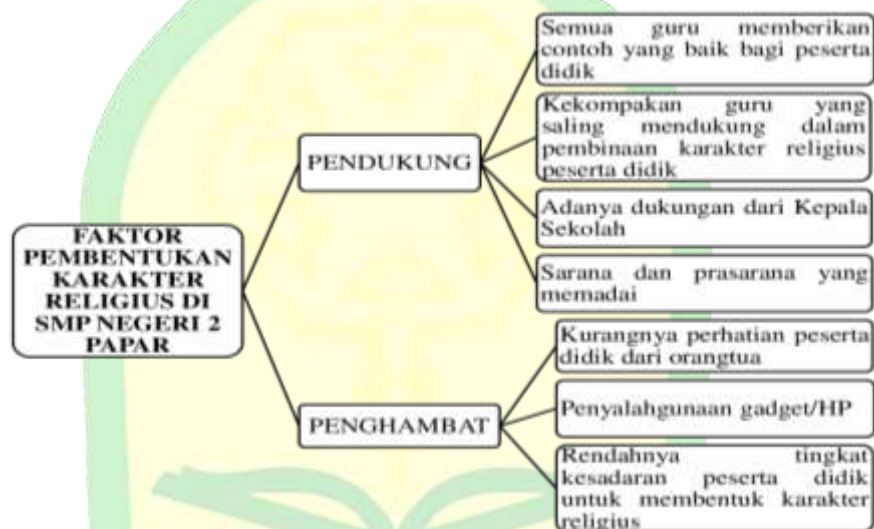 FAKTOR
PEMBENTUKAN
KARAKTER
RELIGIUS DI
SMP NEGERI 2
PAPAR
PENDUKUNG
Semua guru memberikan
contoh yang baik bagi peserta
didik
Kekompakan guru yang
saling mendukung dalam
pembinaan karakter religius
peserta didik
Adanya dukungan dari Kepala
Sekolah
Sarana dan prasarana yang
memadai
PENGHAMBAT
Kurangnya perhatian peserta
didik dari orangtua
Penyalahgunaan gadget/HP
Rendahnya tingkat
kesadaran peserta didik
untuk membentuk karakter
religius